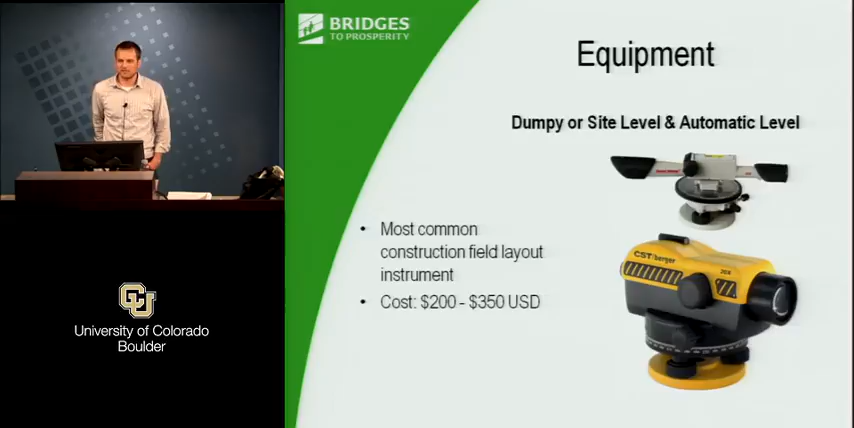 BRIDGES
TO PROSPERITY
Equipment
Dumpy or Site Level & Automatic Level
• Most common
construction field layout
instrument
• Cost: $200 - $350 USD
CST/berger
CU
University of Colorado
Boulder